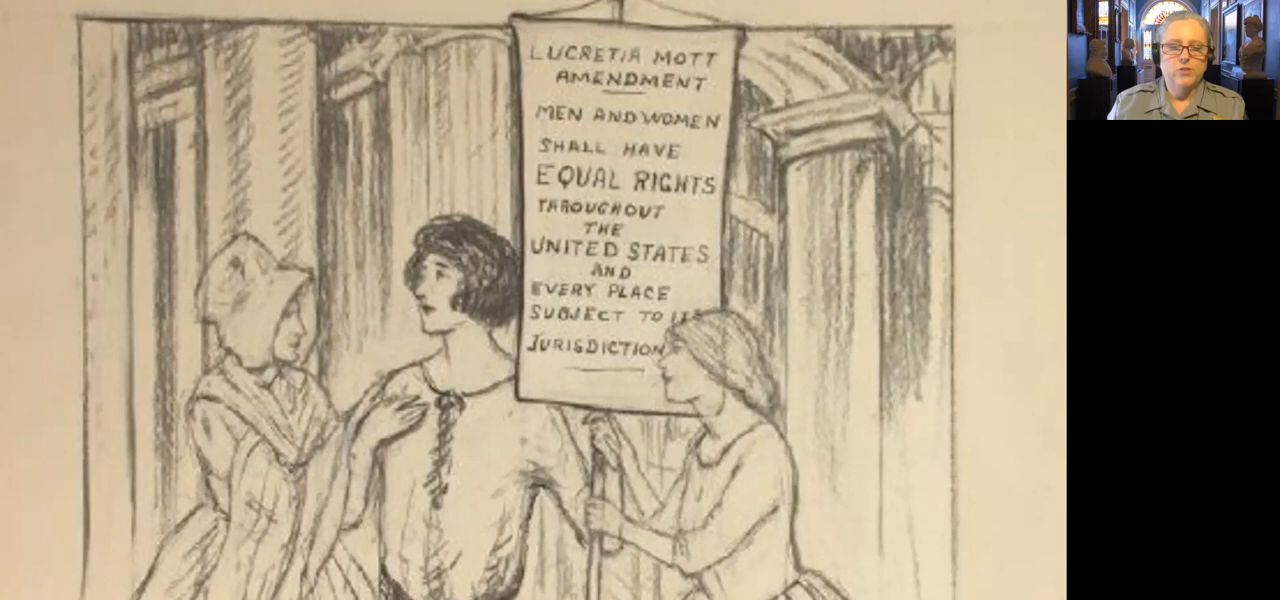 LUCRETIA MOTT
AMENDMENT
MEN AND WOMEN
SHALL HAVE
EQUAL RIGHTS
THROUGHOUT
THE
UNITED STATES
AND
EVERY PLACE
SUBJECT TO ITS
JURISDICTION